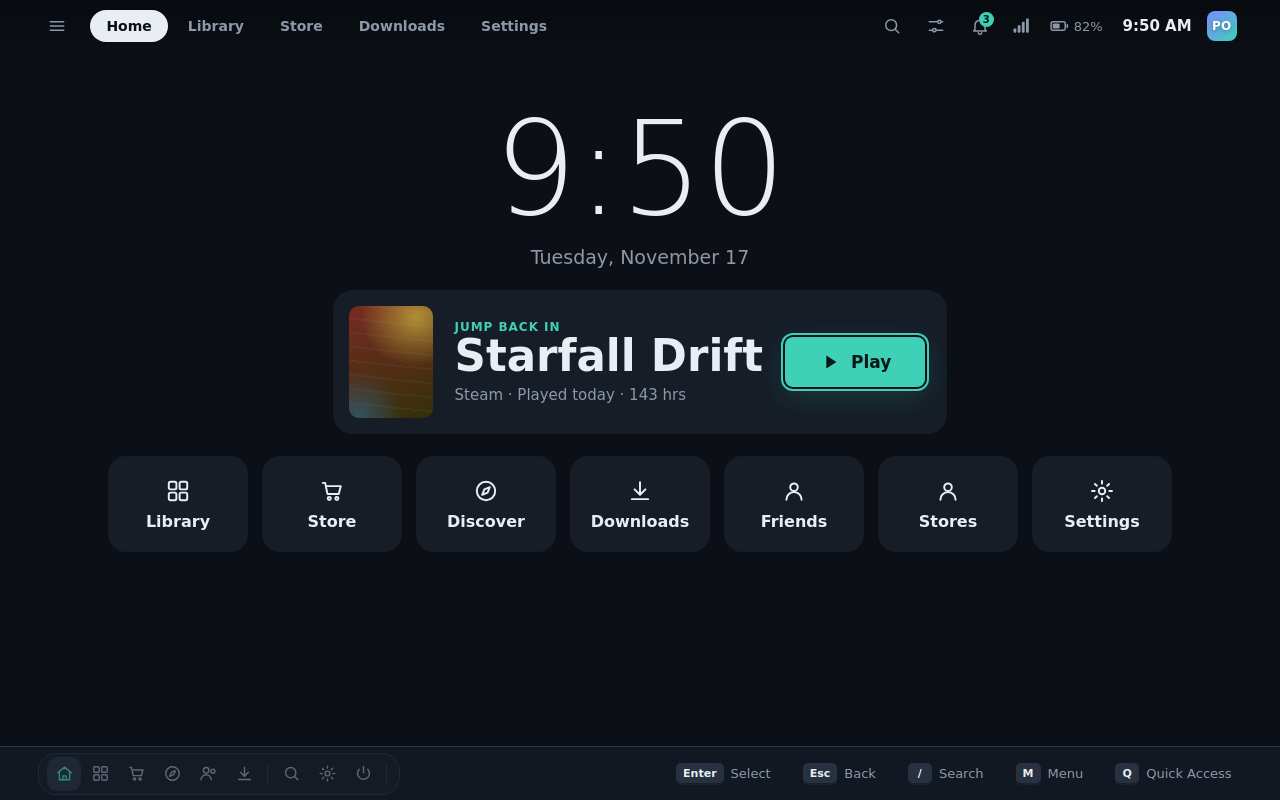 Home Library Store Downloads Settings 3 82% 9:50 AM PO
9:50
Tuesday, November 17
JUMP BACK IN
Starfall Drift
Steam · Played today · 143 hrs
Play
Library Store Discover Downloads Friends Stores Settings
Enter Select Esc Back / Search M Menu Q Quick Access